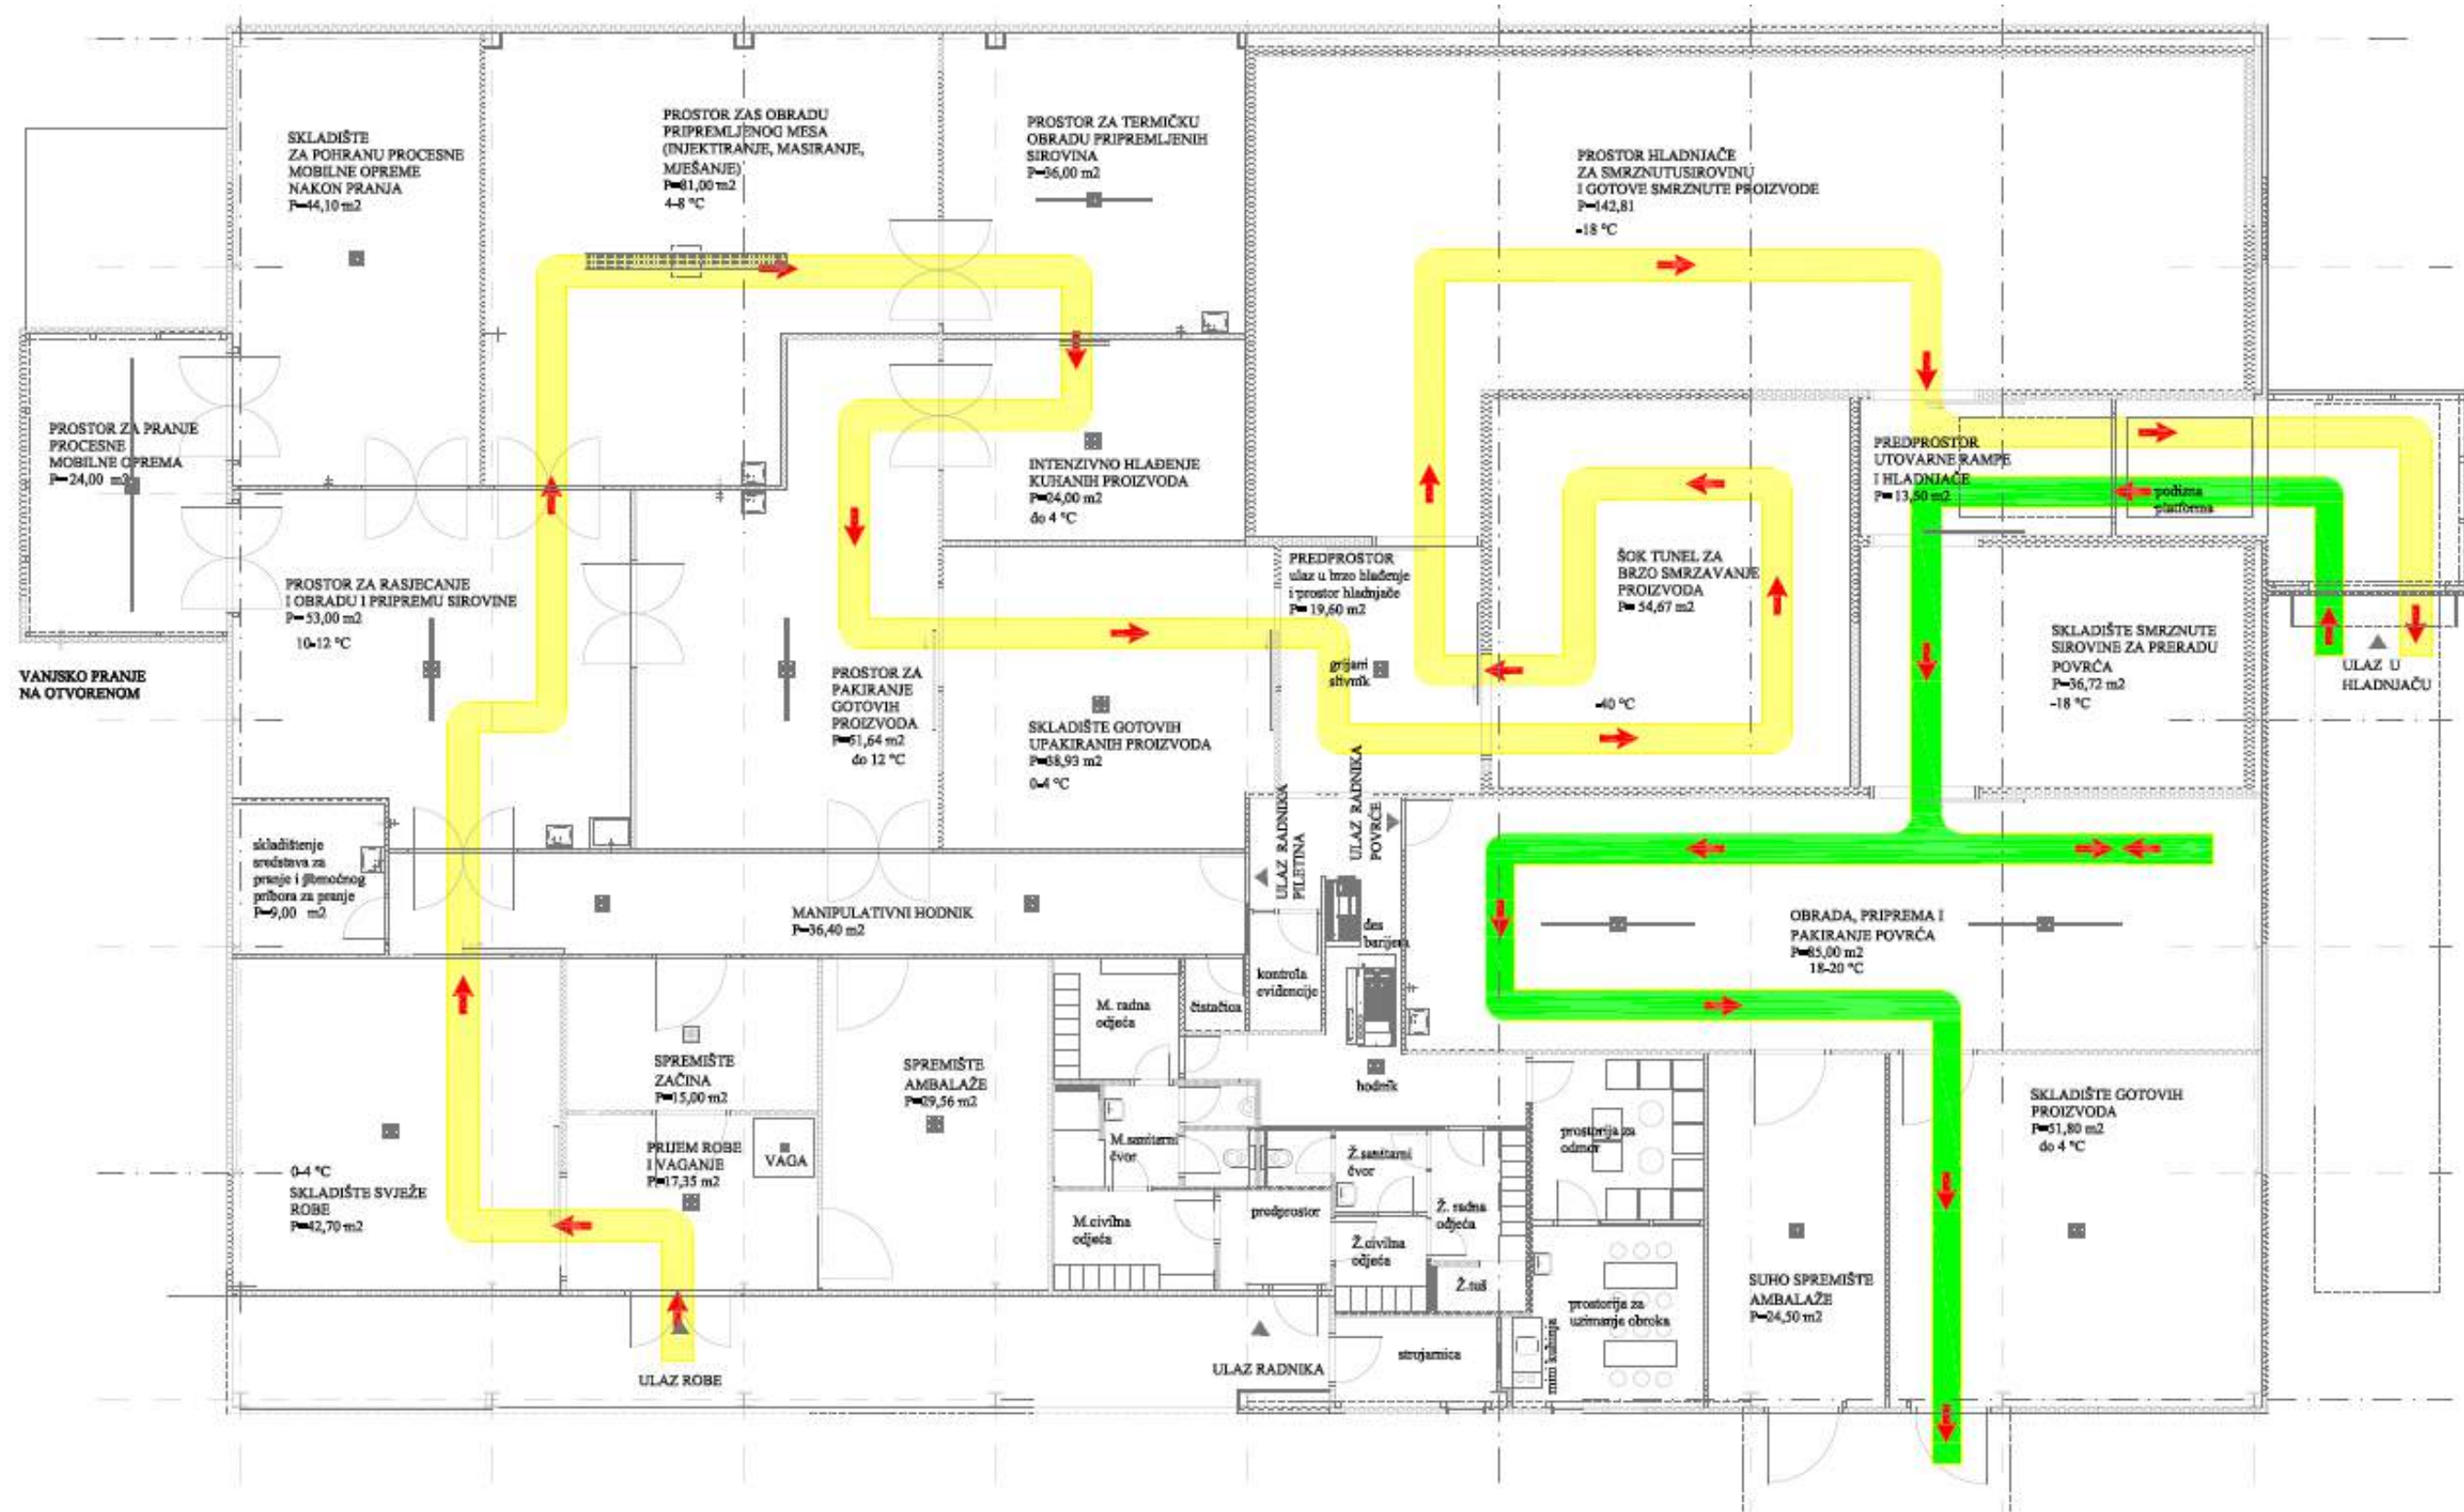 SKLADIŠTE
ZA POHRANU PROCESNE
MOBILNE OPREME
NAKON PRANJA
P=44,10 m2
PROSTOR ZAS OBRADU
PRIPREMLJENOG MESA
(INJEKTIRANJE, MASIRANJE,
MJEŠANJE)
P=81,00 m2
4-8 °C
PROSTOR ZA TERMIČKU
OBRADU PRIPREMLJENIH
SIROVINA
P=36,00 m2
PROSTOR HLADNJAČE
ZA SMRZNUTUSIROVINU
I GOTOVE SMRZNUTE PROIZVODE
P=142,81
-18 °C
PROSTOR ZA PRANJE
PROCESNE
MOBILNE OPREMA
P=24,00 m2
VANJSKO PRANJE
NA OTVORENOM
PROSTOR ZA RASJECANJE
I OBRADU I PRIPREMU SIROVINE
P=53,00 m2
10-12 °C
INTENZIVNO HLAĐENJE
KUHANIH PROIZVODA
P=24,00 m2
do 4 °C
PROSTOR ZA
PAKIRANJE
GOTOVIH
PROIZVODA
P=51,64 m2
do 12 °C
SKLADIŠTE GOTOVIH
UPAKIRANIH PROIZVODA
P=38,93 m2
0-4 °C
PREDPROSTOR
ulaz u brzo hlađenje
i prostor hladnjače
P= 19,60 m2
grijani
slivnik
ŠOK TUNEL ZA
BRZO SMRZAVANJE
PROIZVODA
P= 54,67 m2
-40 °C
PREDPROSTOR
UTOVARNE RAMPE
I HLADNJAČE
P=13,50 m2
podizna
platforma
SKLADIŠTE SMRZNUTE
SIROVINE ZA PRERADU
POVRĆA
P=36,72 m2
-18 °C
ULAZ U
HLADNJAČU
skladištenje
sredstava za
pranje i pomoćnog
pribora za pranje
P=9,00 m2
MANIPULATIVNI HODNIK
P=36,40 m2
ULAZ RADNIKA
PILETINA
ULAZ RADNIKA
POVRĆE
des
barijera
kontrola
evidencije
OBRADA, PRIPREMA I
PAKIRANJE POVRĆA
P=85,00 m2
18-20 °C
0-4 °C
SKLADIŠTE SVJEŽE
ROBE
P=42,70 m2
SPREMIŠTE
ZAČINA
P=15,00 m2
PRIJEM ROBE
I VAGANJE
P=17,35 m2
VAGA
SPREMIŠTE
AMBALAŽE
P=29,56 m2
M. radna
odjeća
čistačica
hodnik
M.sanitarni
čvor
M.civilna
odjeća
predprostor
Ž.sanitarni
čvor
Ž. radna
odjeća
Ž.civilna
odjeća
Ž.tuš
prostorija za
odmor
prostorija za
uzimanje obroka
mini kuhinja
strujarnica
SUHO SPREMIŠTE
AMBALAŽE
P=24,50 m2
SKLADIŠTE GOTOVIH
PROIZVODA
P=51,80 m2
do 4 °C
ULAZ ROBE
ULAZ RADNIKA